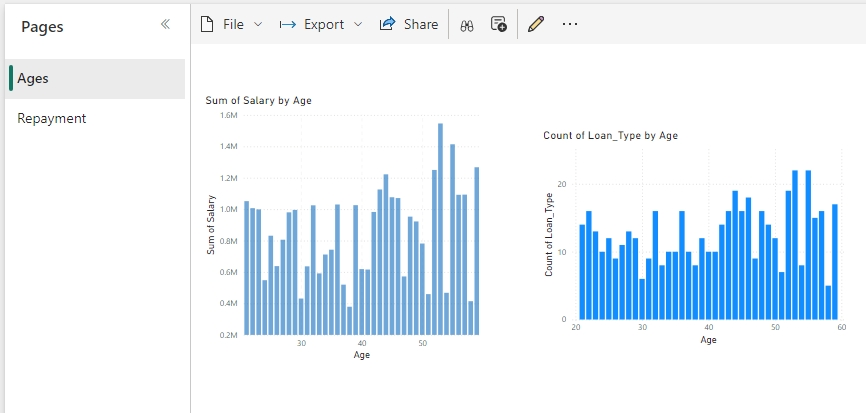 Pages
File
Export
Share
Ages
Repayment
Sum of Salary by Age
1.6M
1.4M
1.2M
1.0M
0.8M
0.6M
0.4M
0.2M
Sum of Salary
30 40 50
Age
Count of Loan_Type by Age
20
10
0
Count of Loan_Type
20 30 40 50 60
Age